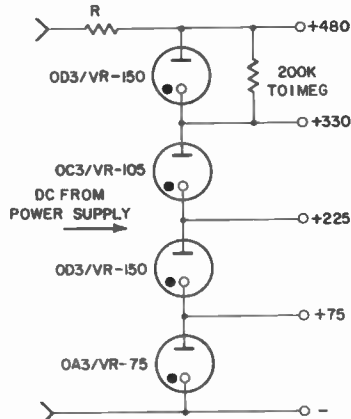 R
+480
OD3/VR-150
200K
TO1MEG
+330
OC3/VR-105
DC FROM
POWER SUPPLY
+225
OD3/VR-150
+75
OA3/VR-75
-